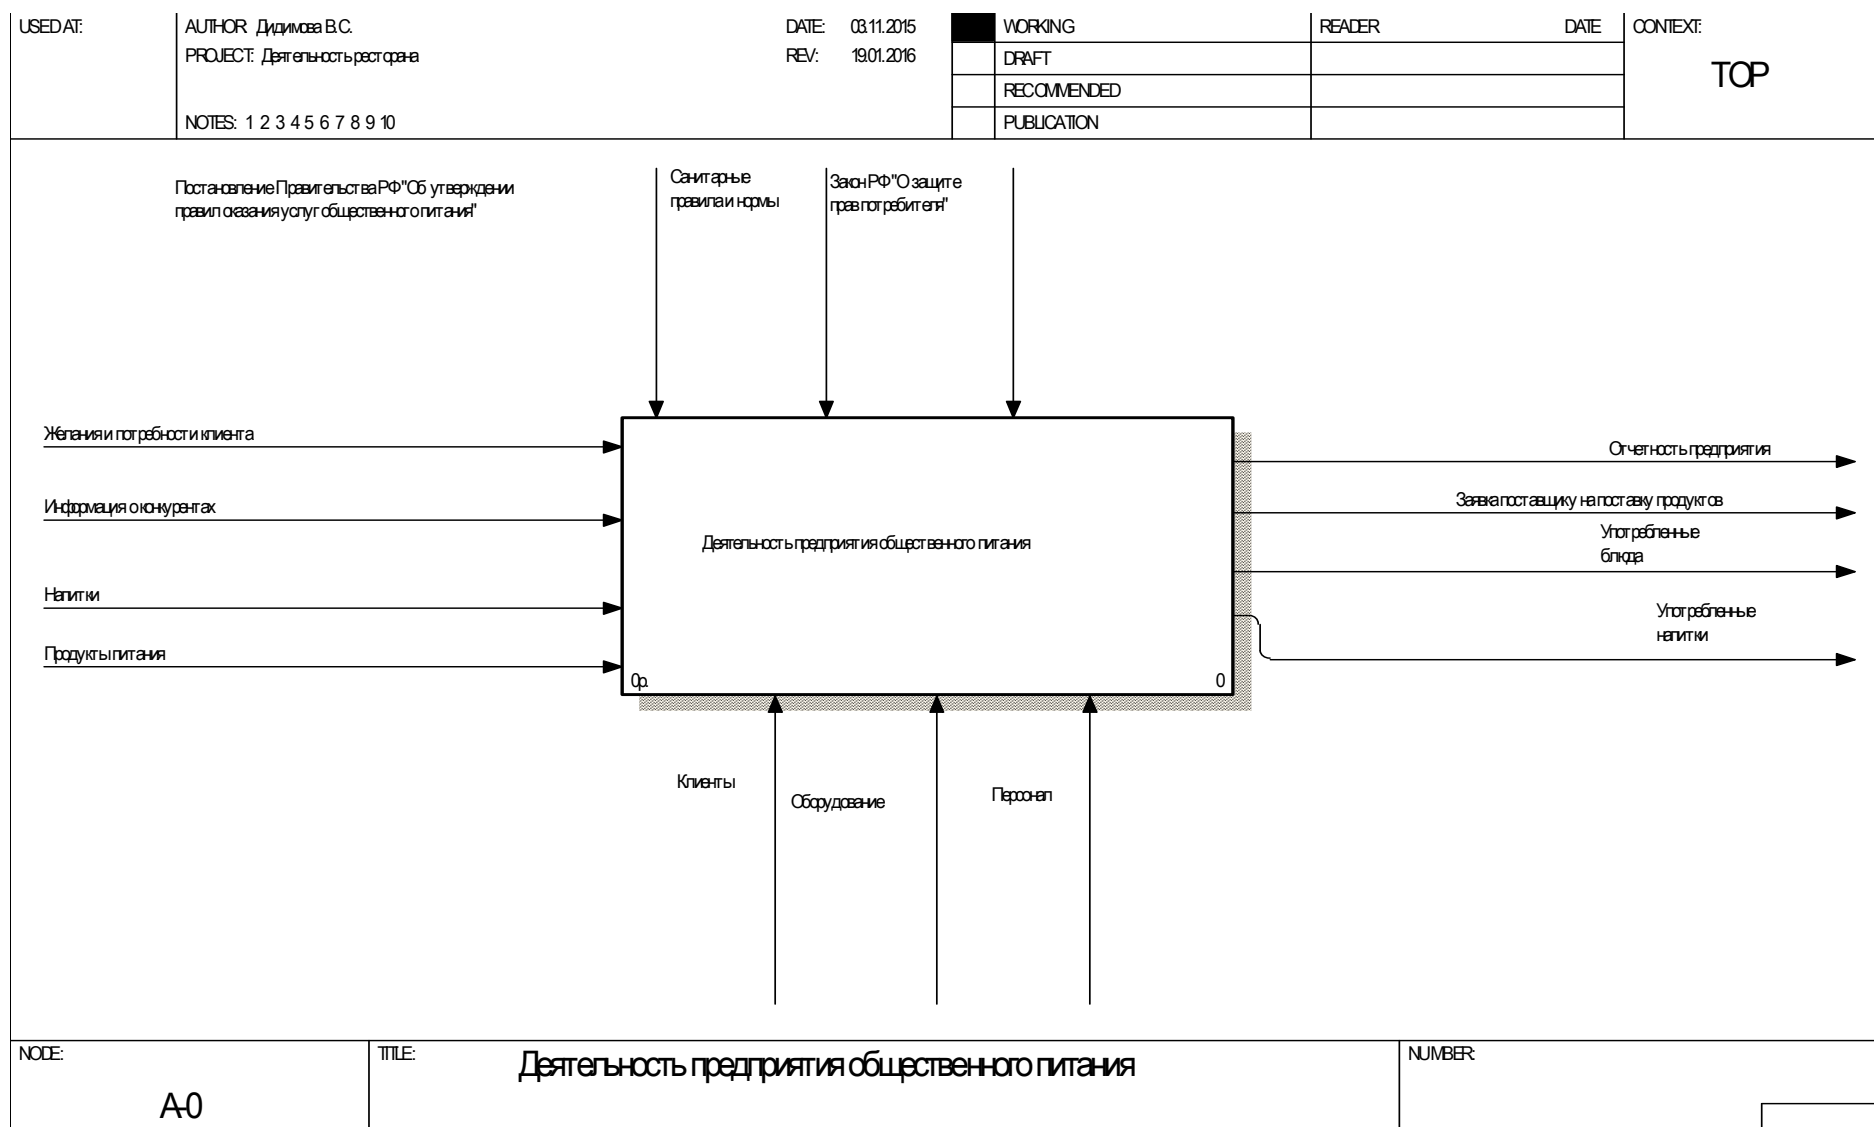 USED AT:
AUTHOR: Дидимова В.С.
DATE: 03.11.2015
PROJECT: Деятельность ресторана
REV: 19.01.2016
NOTES: 1 2 3 4 5 6 7 8 9 10
WORKING
DRAFT
RECOMMENDED
PUBLICATION
READER
DATE
CONTEXT:
TOP
Постановление Правительства РФ "Об утверждении
правил оказания услуг общественного питания"
Санитарные
правила и нормы
Закон РФ "О защите
прав потребителя"
Желания и потребности клиента
Информация о конкурентах
Напитки
Продукты питания
Деятельность предприятия общественного питания
0р.
0
Отчетность предприятия
Заявка поставщику на поставку продуктов
Употребленные
блюда
Употребленные
напитки
Клиенты
Оборудование
Персонал
NODE:
A-0
TITLE:
Деятельность предприятия общественного питания
NUMBER: